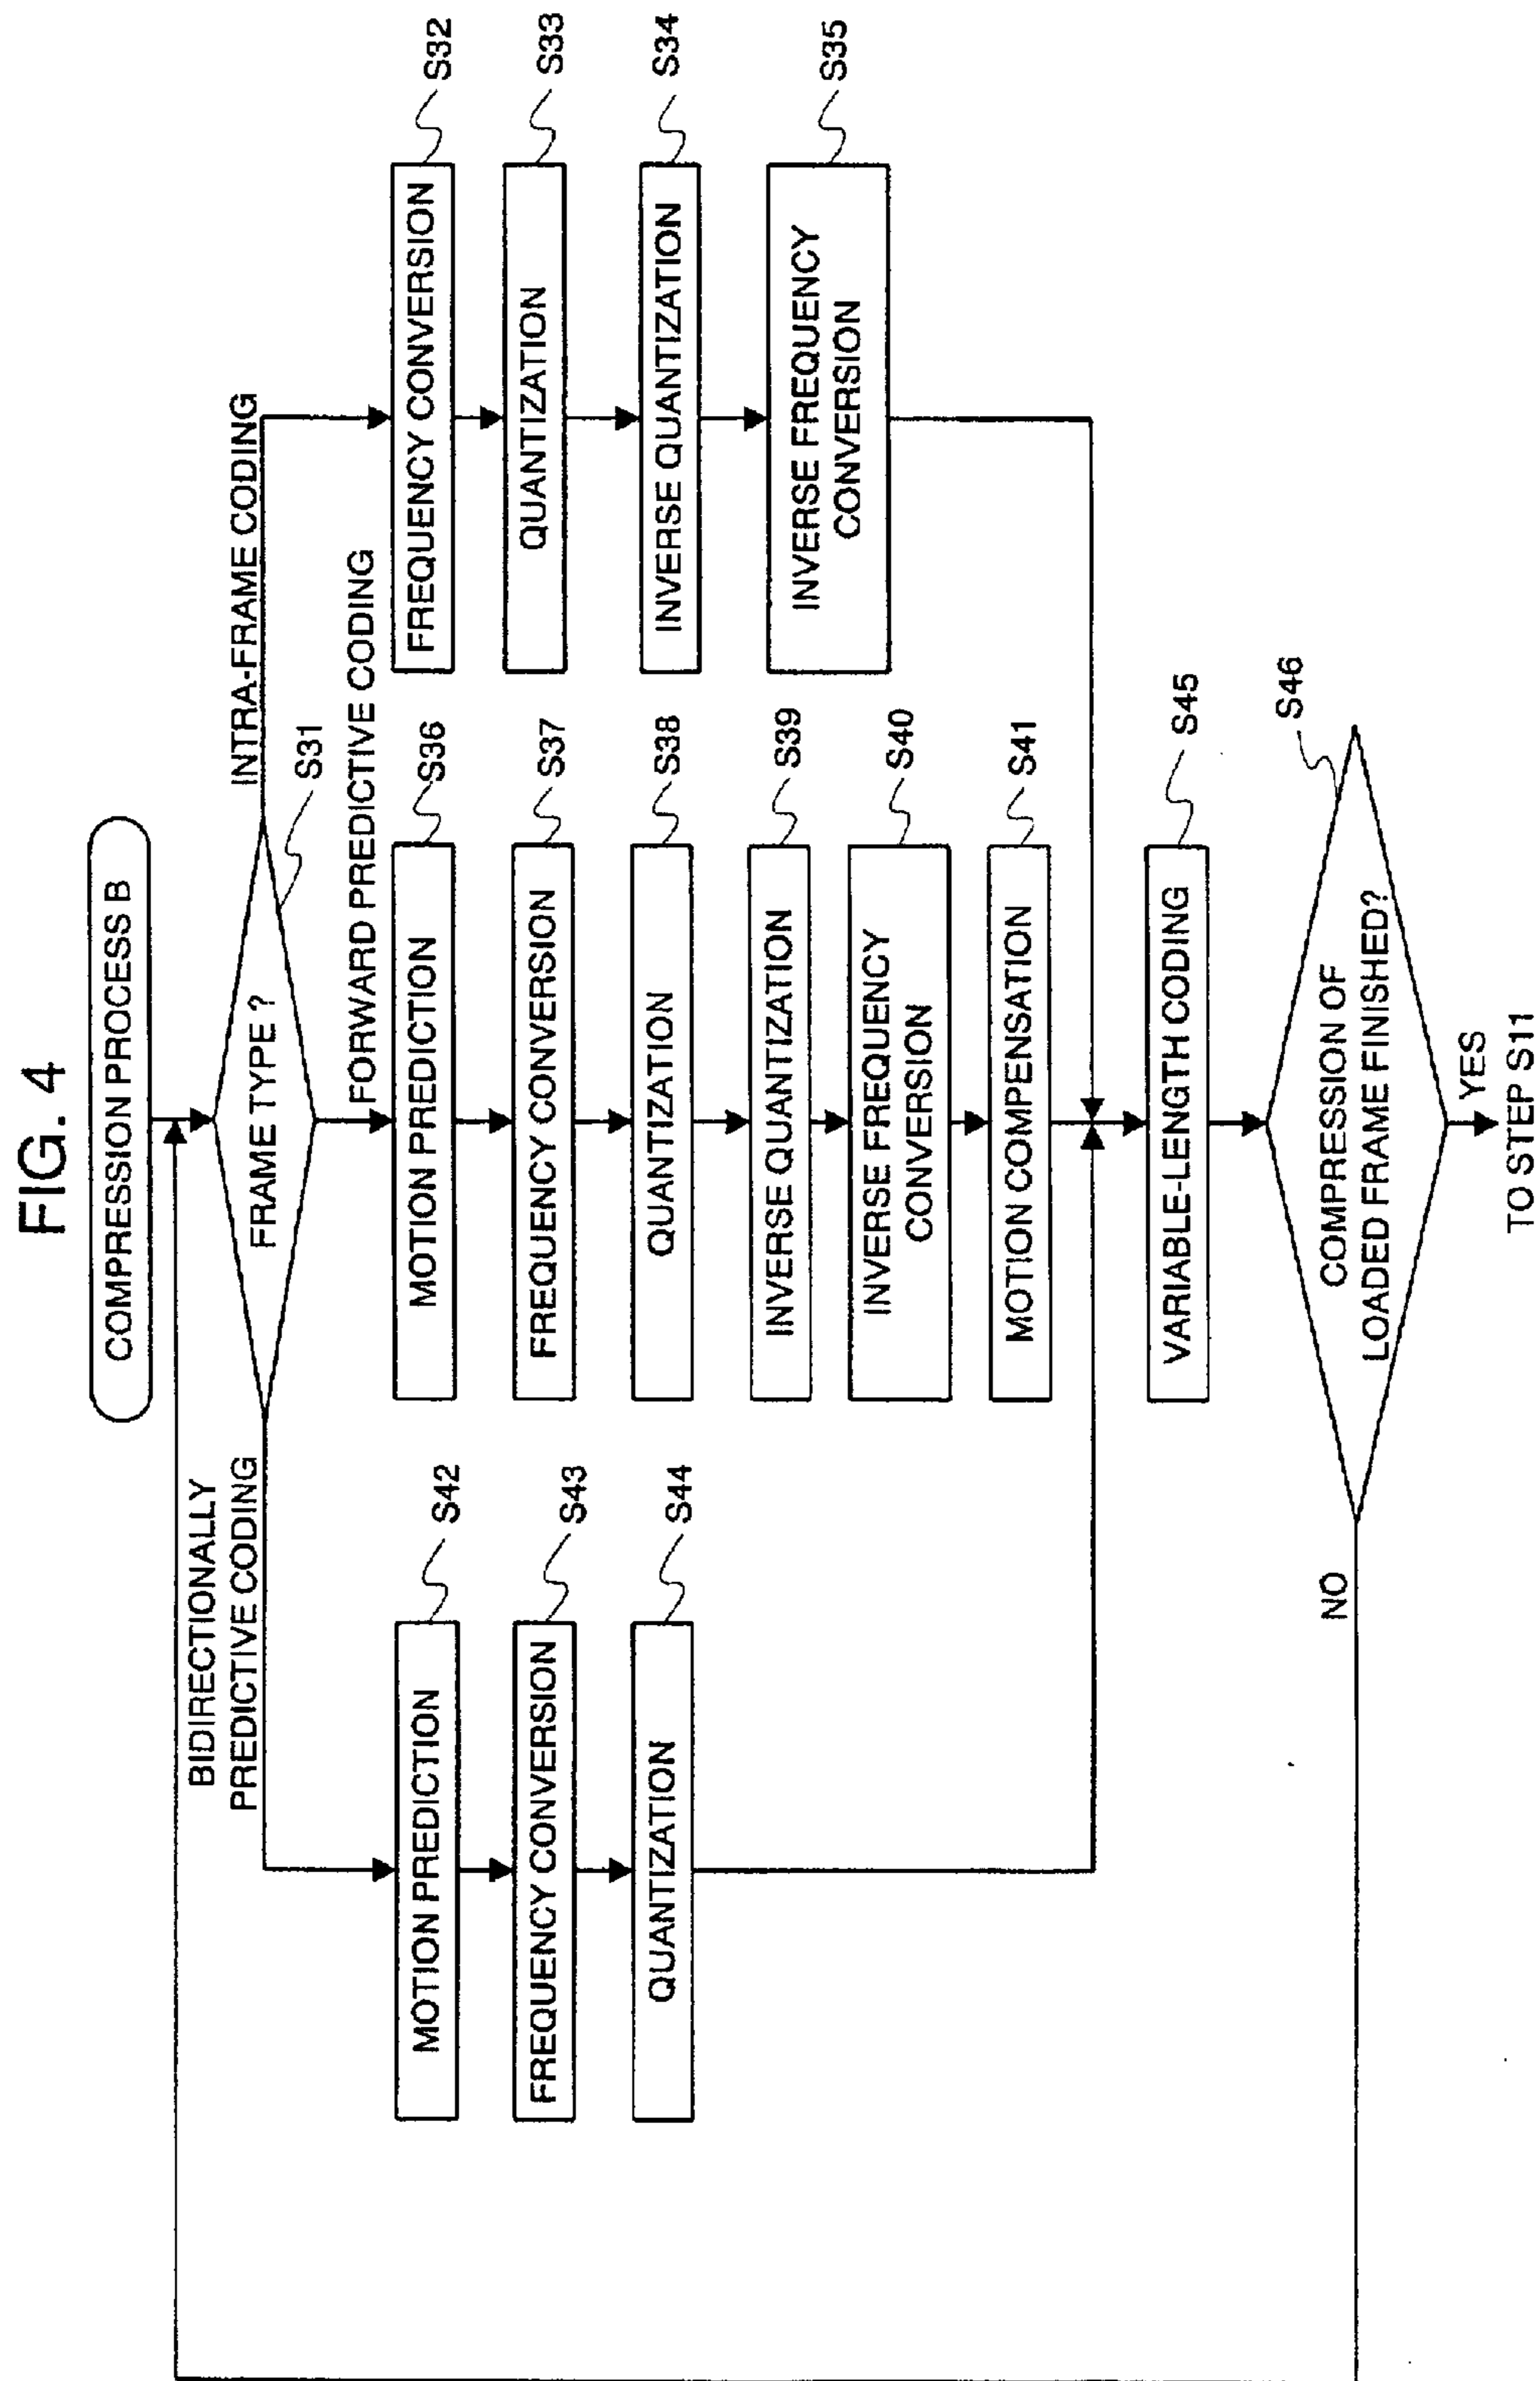 FIG. 4
COMPRESSION PROCESS B
FRAME TYPE ?
S31
BIDIRECTIONALLY
PREDICTIVE CODING
FORWARD PREDICTIVE CODING
INTRA-FRAME CODING
MOTION PREDICTION
S42
FREQUENCY CONVERSION
S43
QUANTIZATION
S44
MOTION PREDICTION
S36
FREQUENCY CONVERSION
S37
QUANTIZATION
S38
INVERSE QUANTIZATION
S39
INVERSE FREQUENCY
CONVERSION
S40
MOTION COMPENSATION
S41
FREQUENCY CONVERSION
S32
QUANTIZATION
S33
INVERSE QUANTIZATION
S34
INVERSE FREQUENCY
CONVERSION
S35
VARIABLE-LENGTH CODING
S45
COMPRESSION OF
LOADED FRAME FINISHED?
S46
NO
YES
TO STEP S11